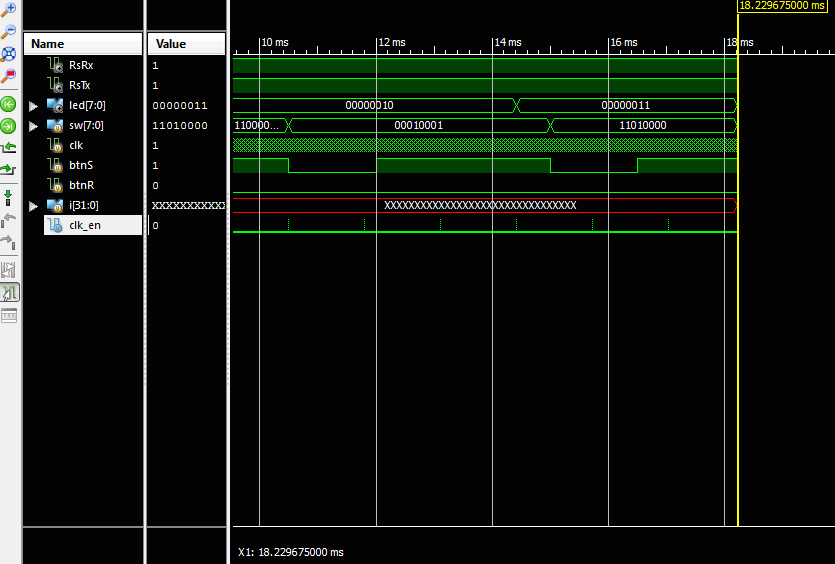 18.229675000 ms
Name Value
10 ms 12 ms 14 ms 16 ms 18 ms
RsRx 1
RsTx 1
led[7:0] 00000011 00000010 00000011
sw[7:0] 11010000 110000... 00010001 11010000
clk 1
btnS 1
btnR 0
i[31:0] XXXXXXXXXXX XXXXXXXXXXXXXXXXXXXXXXXXXXXXXXXX
clk_en 0
X1: 18.229675000 ms